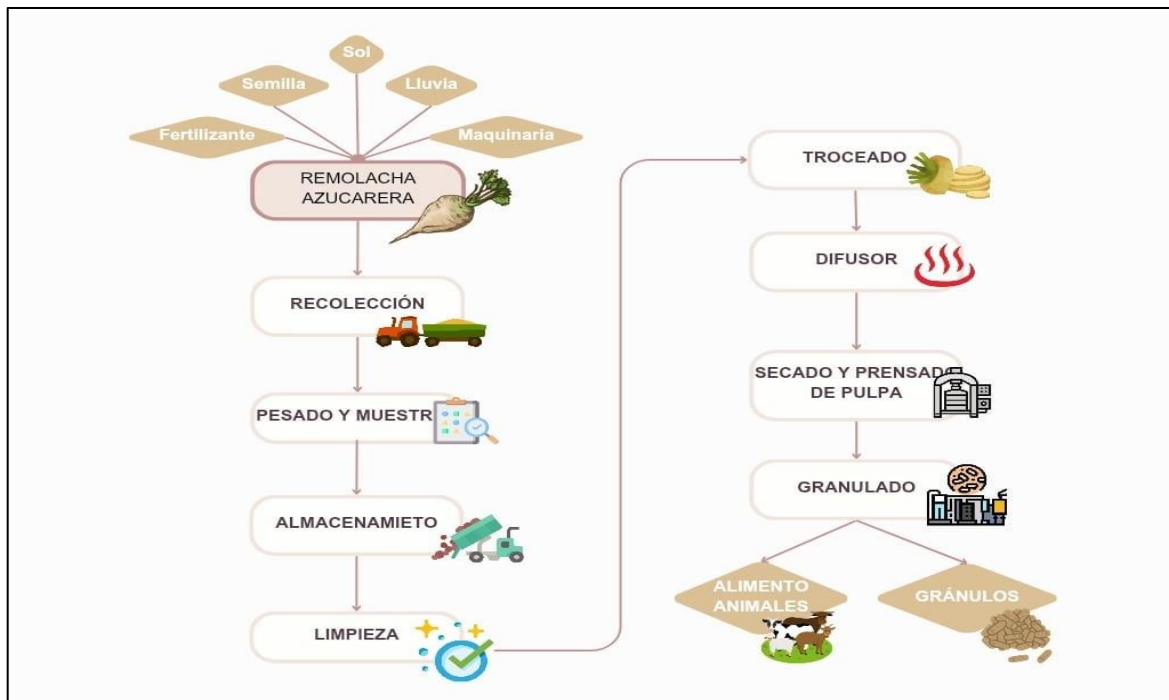 Sol
Semilla
Lluvia
Fertilizante
Maquinaria
REMOLACHA
AZUCARERA
RECOLECCIÓN
PESADO Y MUESTR
ALMACENAMIETO
LIMPIEZA
TROCEADO
DIFUSOR
SECADO Y PRENSADO
DE PULPA
GRANULADO
ALIMENTO
ANIMALES
GRÁNULOS